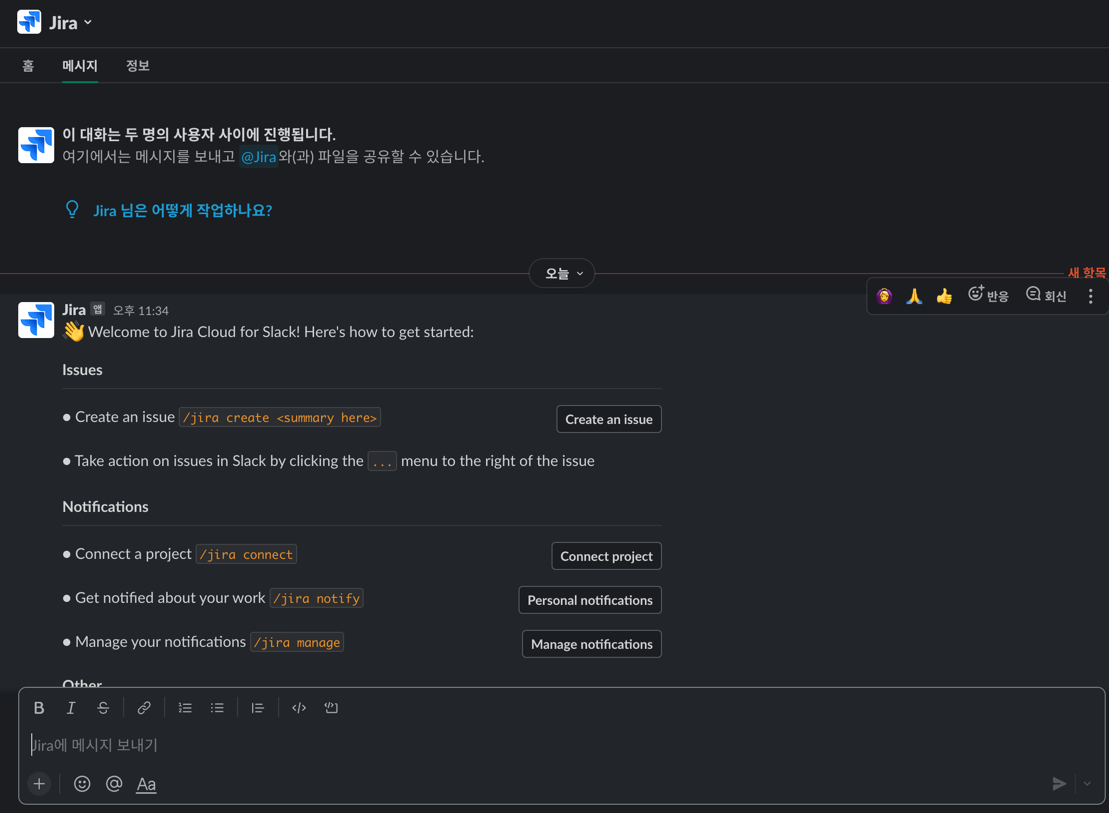 Jira
홈 메시지 정보
이 대화는 두 명의 사용자 사이에 진행됩니다.
여기에서는 메시지를 보내고 @Jira와(과) 파일을 공유할 수 있습니다.
Jira 님은 어떻게 작업하나요?
오늘
새 항목
반응 회신
Jira 앱 오후 11:34
Welcome to Jira Cloud for Slack! Here's how to get started:
Issues
• Create an issue /jira create <summary here> Create an issue
• Take action on issues in Slack by clicking the ... menu to the right of the issue
Notifications
• Connect a project /jira connect Connect project
• Get notified about your work /jira notify Personal notifications
• Manage your notifications /jira manage Manage notifications
Other
B I S
Jira에 메시지 보내기
Aa